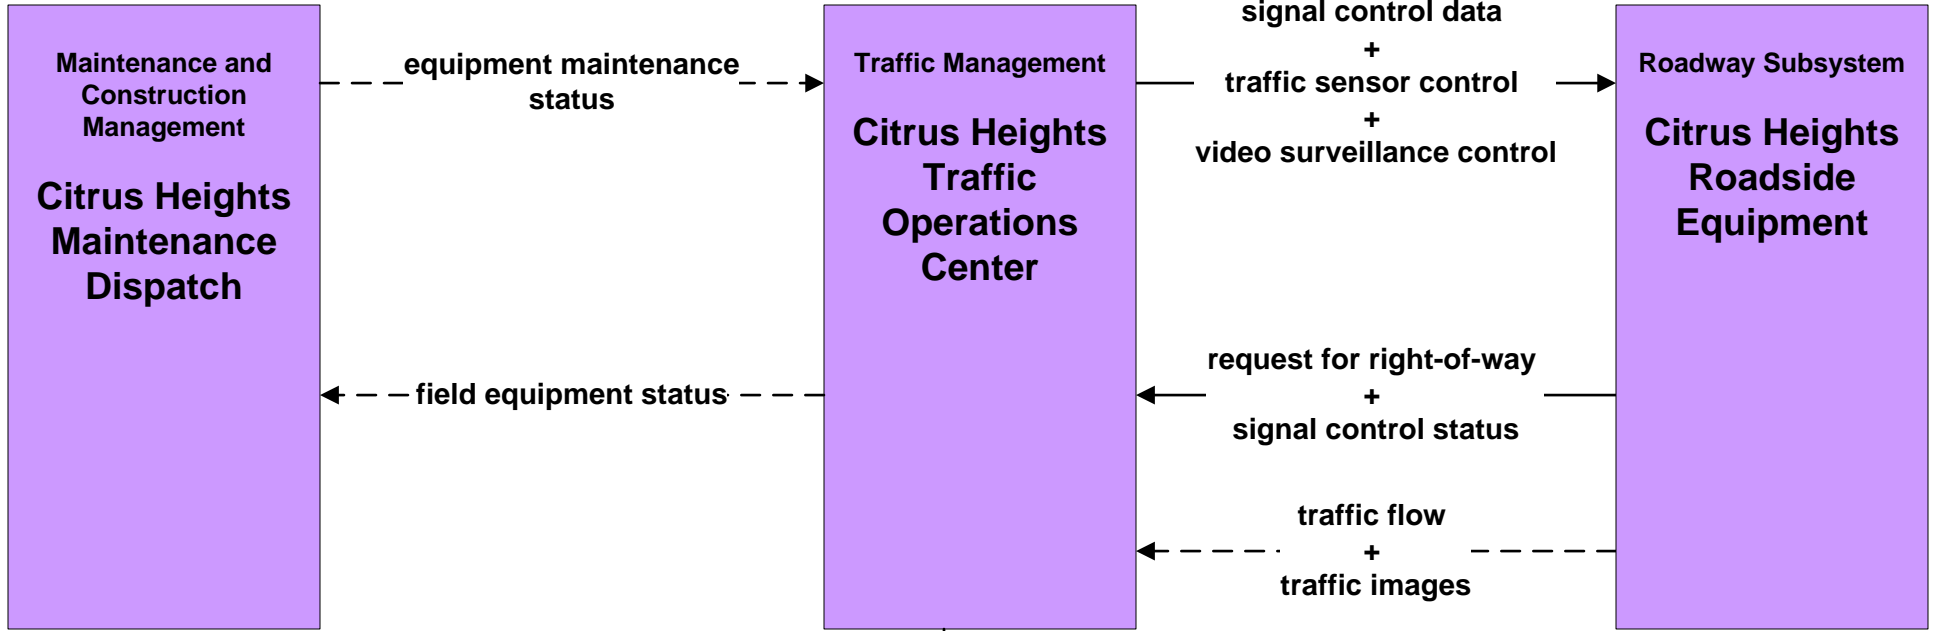 Maintenance and
Construction
Management
Citrus Heights
Maintenance
Dispatch
equipment maintenance
status
field equipment status
Traffic Management
Citrus Heights
Traffic
Operations
Center
signal control data
+
traffic sensor control
+
video surveillance control
request for right-of-way
+
signal control status
traffic flow
+
traffic images
Roadway Subsystem
Citrus Heights
Roadside
Equipment